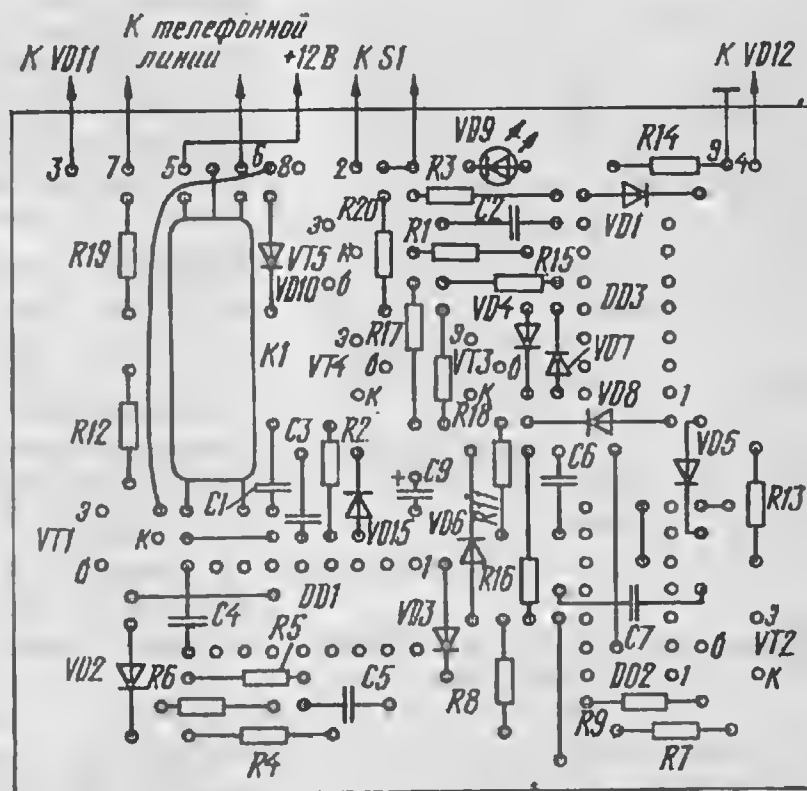 К телефонной
линии
К VD11
+12В
К S1
К VD12
3
7
5
6
8
2
VD9
R14
9
4
R3
C2
VD1
R19
э
R20
к
R1
VT5
VD10
б
R15
DD3
R17
VD4
э
э
VD7
K1
VT4
б
VT3
б
к
к
R18
VD8
1
R12
C3
R2
+
C9
C6
VD5
C1
R11
R13
э
VD6
VT1
к
VD15
б
1
R16
DD1
C4
VD3
э
R5
C7
б
VT2
VD2
R6
C5
R8
DD2
1
к
R9
R4
R7